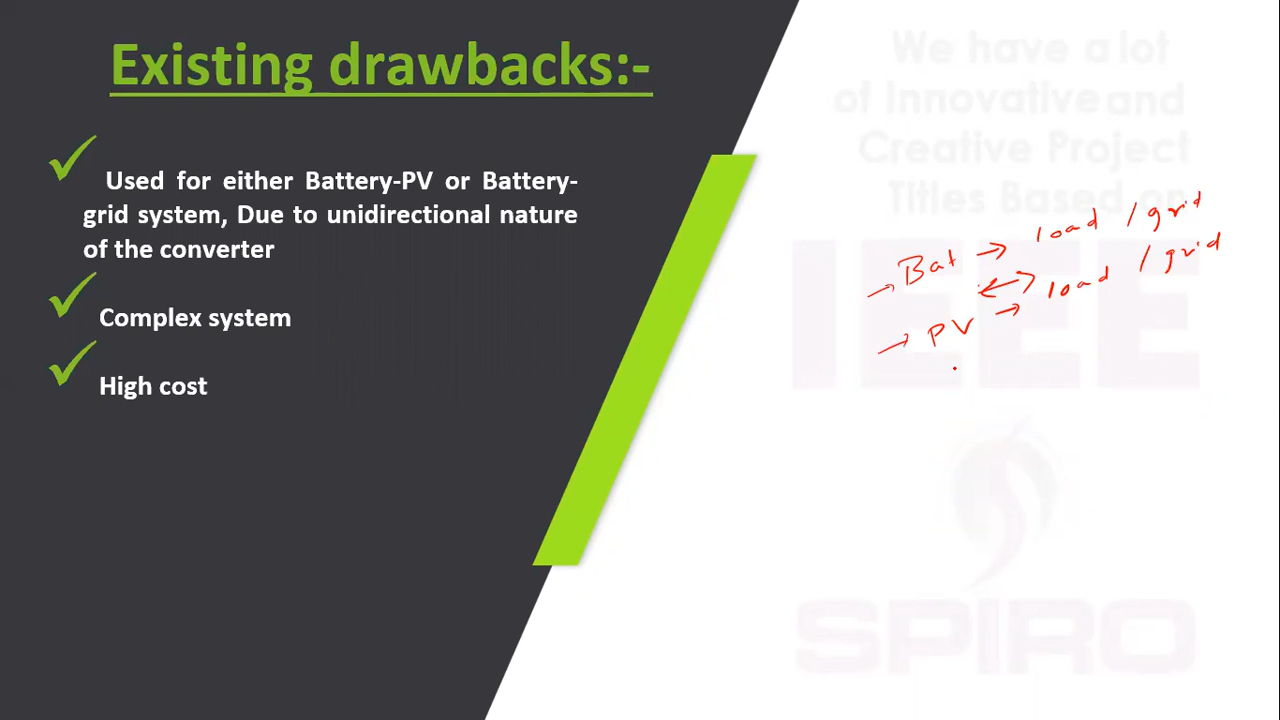 Existing drawbacks:-
Used for either Battery-PV or Battery-
grid system, Due to unidirectional nature
of the converter
Complex system
High cost
We have a lot
of Innovative and
Creative Project
Titles Based on
IEEE
→ Bat → load / grid
↔
→ PV → load / grid
SPIRO